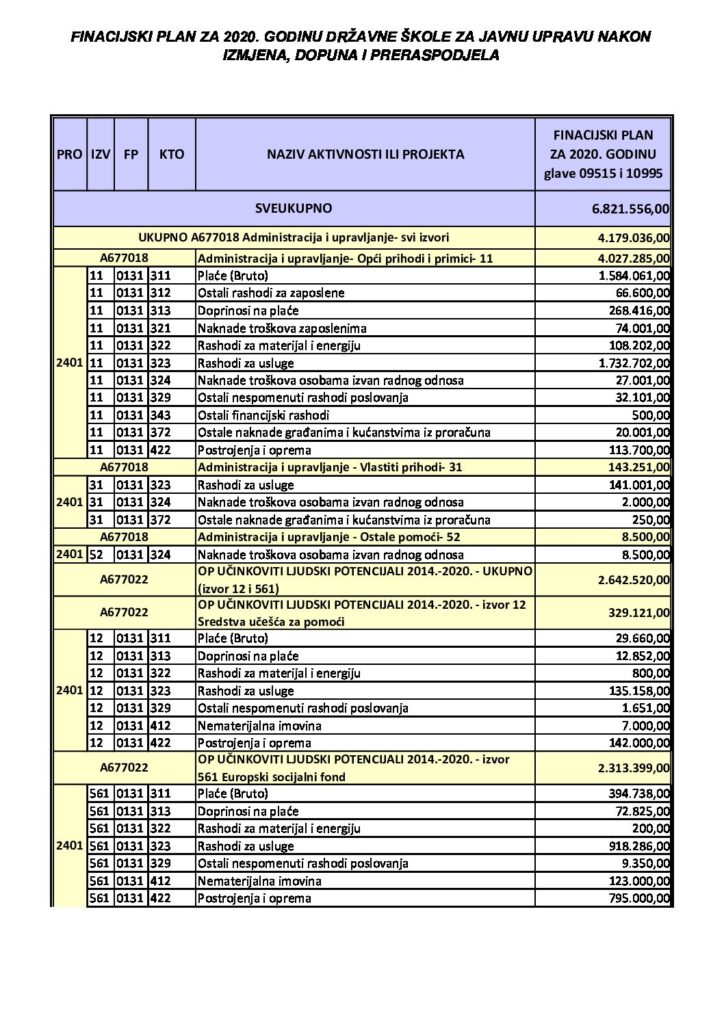 FINACIJSKI PLAN ZA 2020. GODINU DRŽAVNE ŠKOLE ZA JAVNU UPRAVU NAKON
IZMJENA, DOPUNA I PRERASPODJELA
PRO IZV FP KTO NAZIV AKTIVNOSTI ILI PROJEKTA FINACIJSKI PLAN
ZA 2020. GODINU
glave 09515 i 10995
SVEUKUPNO 6.821.556,00
UKUPNO A677018 Administracija i upravljanje- svi izvori 4.179.036,00
A677018 Administracija i upravljanje- Opći prihodi i primici- 11 4.027.285,00
11 0131 311 Plaće (Bruto) 1.584.061,00
11 0131 312 Ostali rashodi za zaposlene 66.600,00
11 0131 313 Doprinosi na plaće 268.416,00
11 0131 321 Naknade troškova zaposlenima 74.001,00
11 0131 322 Rashodi za materijal i energiju 108.202,00
2401 11 0131 323 Rashodi za usluge 1.732.702,00
11 0131 324 Naknade troškova osobama izvan radnog odnosa 27.001,00
11 0131 329 Ostali nespomenuti rashodi poslovanja 32.101,00
11 0131 343 Ostali financijski rashodi 500,00
11 0131 372 Ostale naknade građanima i kućanstvima iz proračuna 20.001,00
11 0131 422 Postrojenja i oprema 113.700,00
A677018 Administracija i upravljanje - Vlastiti prihodi- 31 143.251,00
31 0131 323 Rashodi za usluge 141.001,00
2401 31 0131 324 Naknade troškova osobama izvan radnog odnosa 2.000,00
31 0131 372 Ostale naknade građanima i kućanstvima iz proračuna 250,00
A677018 Administracija i upravljanje - Ostale pomoći- 52 8.500,00
2401 52 0131 324 Naknade troškova osobama izvan radnog odnosa 8.500,00
A677022 OP UČINKOVITI LJUDSKI POTENCIJALI 2014.-2020. - UKUPNO
(izvor 12 i 561) 2.642.520,00
A677022 OP UČINKOVITI LJUDSKI POTENCIJALI 2014.-2020. - izvor 12
Sredstva učešća za pomoći 329.121,00
12 0131 311 Plaće (Bruto) 29.660,00
12 0131 313 Doprinosi na plaće 12.852,00
12 0131 322 Rashodi za materijal i energiju 800,00
2401 12 0131 323 Rashodi za usluge 135.158,00
12 0131 329 Ostali nespomenuti rashodi poslovanja 1.651,00
12 0131 412 Nematerijalna imovina 7.000,00
12 0131 422 Postrojenja i oprema 142.000,00
A677022 OP UČINKOVITI LJUDSKI POTENCIJALI 2014.-2020. - izvor
561 Europski socijalni fond 2.313.399,00
561 0131 311 Plaće (Bruto) 394.738,00
561 0131 313 Doprinosi na plaće 72.825,00
561 0131 322 Rashodi za materijal i energiju 200,00
2401 561 0131 323 Rashodi za usluge 918.286,00
561 0131 329 Ostali nespomenuti rashodi poslovanja 9.350,00
561 0131 412 Nematerijalna imovina 123.000,00
561 0131 422 Postrojenja i oprema 795.000,00